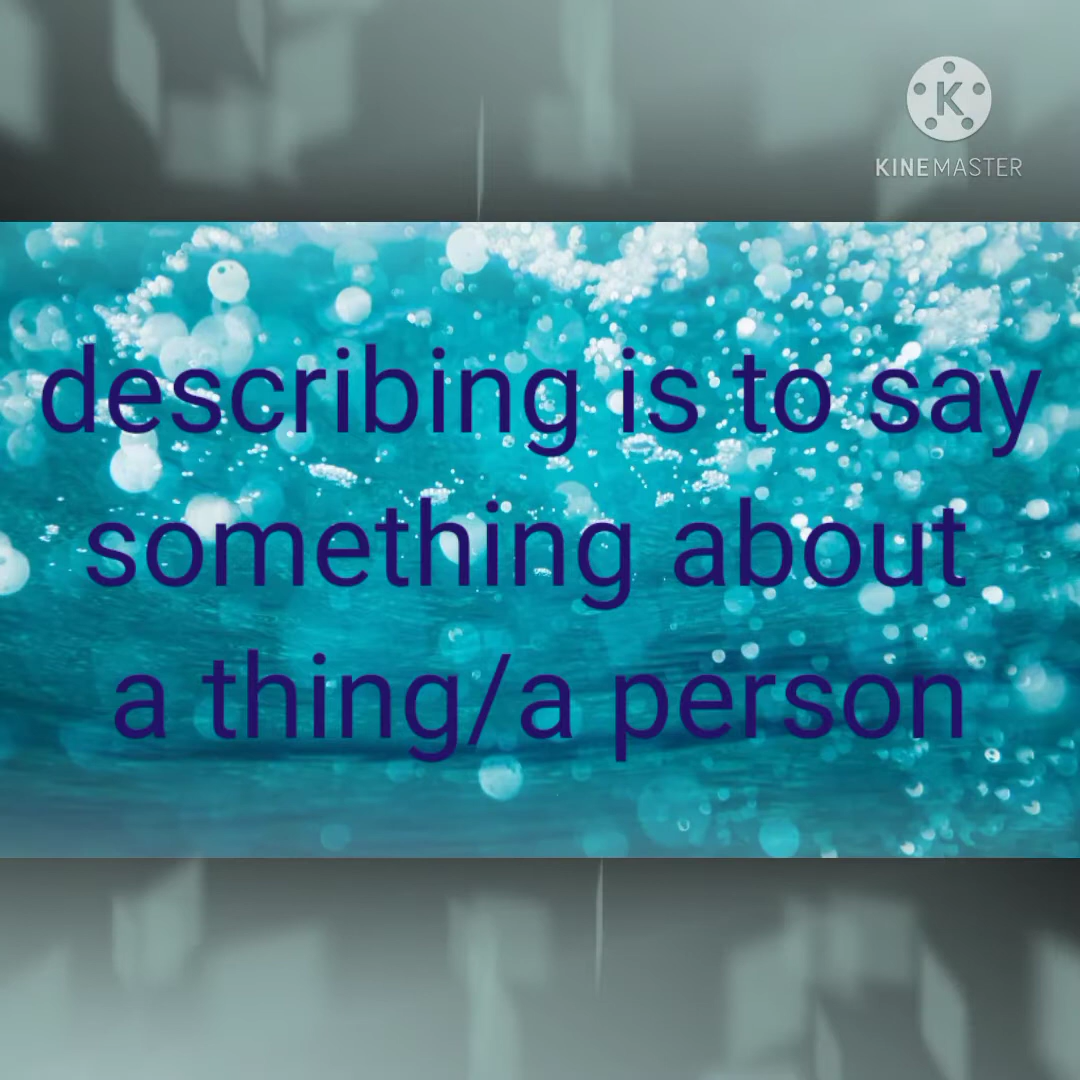 K
KINEMASTER
describing is to say
something about
a thing/a person